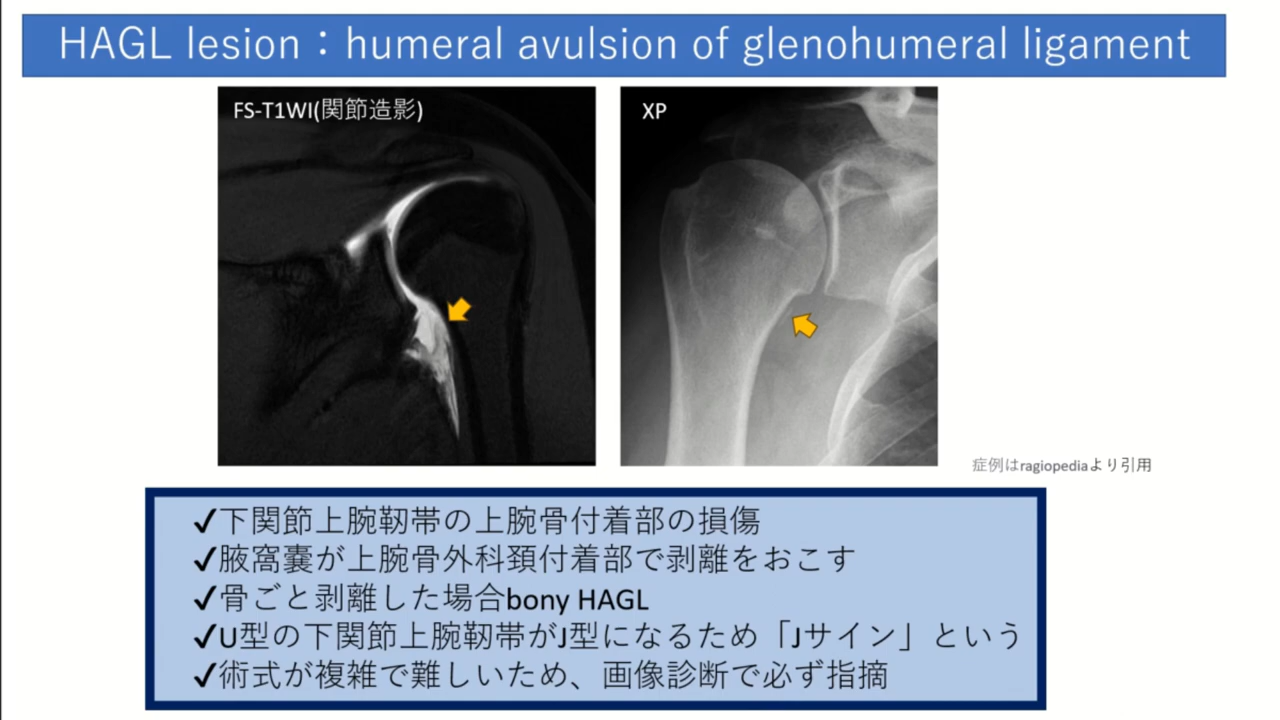 HAGL lesion：humeral avulsion of glenohumeral ligament
FS-T1WI(関節造影)
XP
症例はragiopediaより引用
✓下関節上腕靭帯の上腕骨付着部の損傷
✓腋窩嚢が上腕骨外科頚付着部で剥離をおこす
✓骨ごと剥離した場合bony HAGL
✓U型の下関節上腕靭帯がJ型になるため「Jサイン」という
✓術式が複雑で難しいため、画像診断で必ず指摘